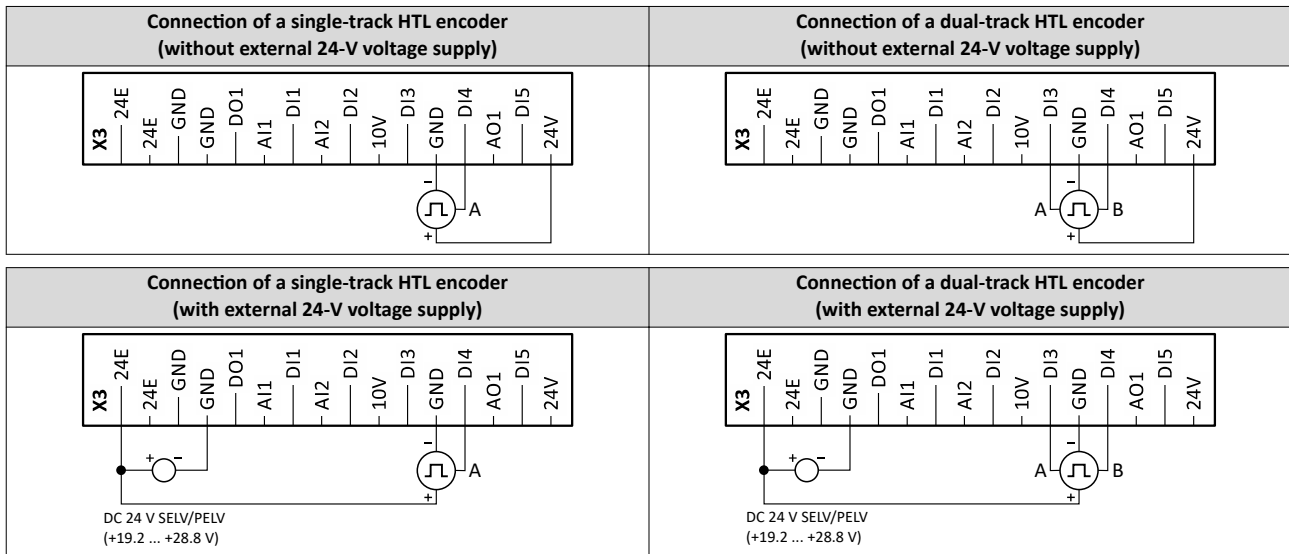 Connection of a single-track HTL encoder
(without external 24-V voltage supply)
Connection of a dual-track HTL encoder
(without external 24-V voltage supply)
X3 24E 24E GND GND DO1 AI1 DI1 AI2 DI2 10V DI3 GND DI4 AO1 DI5 24V
− A +
X3 24E 24E GND GND DO1 AI1 DI1 AI2 DI2 10V DI3 GND DI4 AO1 DI5 24V
− A B +
Connection of a single-track HTL encoder
(with external 24-V voltage supply)
Connection of a dual-track HTL encoder
(with external 24-V voltage supply)
X3 24E 24E GND GND DO1 AI1 DI1 AI2 DI2 10V DI3 GND DI4 AO1 DI5 24V
+ − − A +
DC 24 V SELV/PELV
(+19.2 ... +28.8 V)
X3 24E 24E GND GND DO1 AI1 DI1 AI2 DI2 10V DI3 GND DI4 AO1 DI5 24V
+ − − A B +
DC 24 V SELV/PELV
(+19.2 ... +28.8 V)